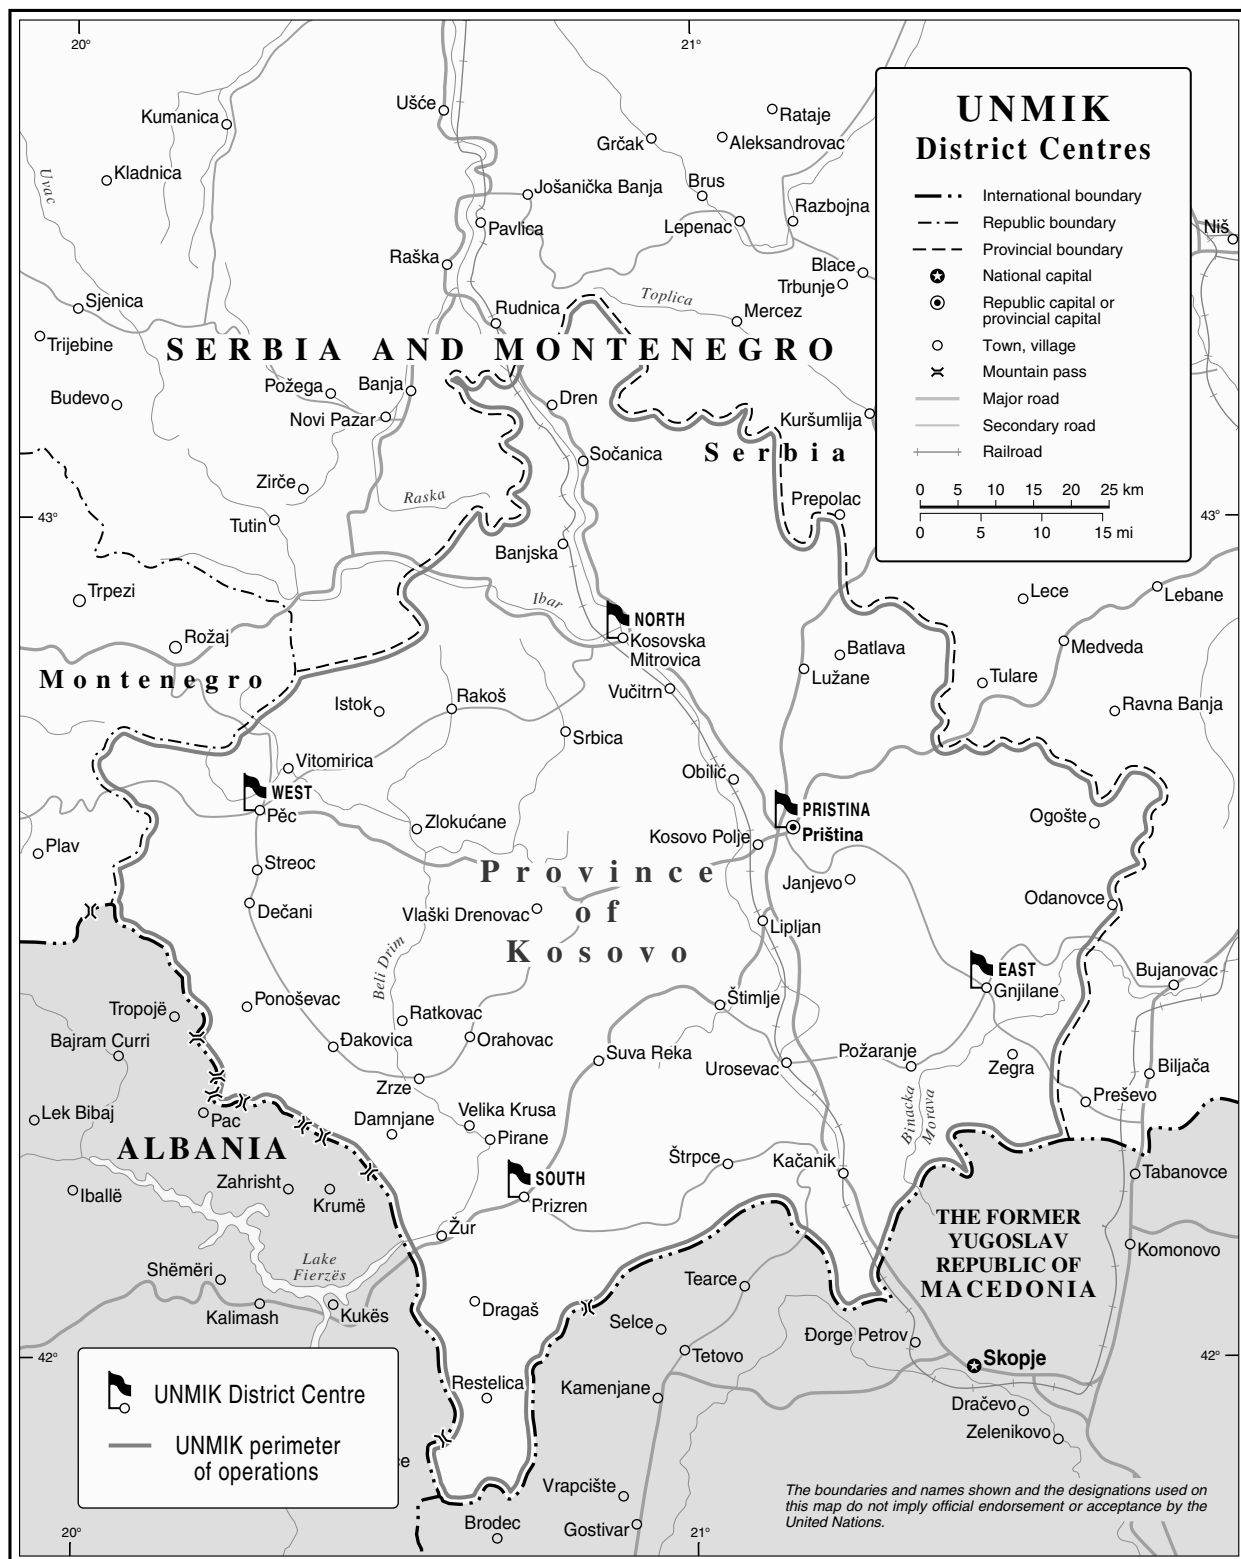 20°
21°
UNMIK
District Centres
International boundary
Republic boundary
Provincial boundary
National capital
Republic capital or
provincial capital
Town, village
Mountain pass
Major road
Secondary road
Railroad
0 5 10 15 20 25 km
0 5 10 15 mi
Ušće
Kumanica
Rataje
Grčak
Aleksandrovac
Kladnica
Uvac
Jošanička Banja
Brus
Razbojna
Pavlica
Lepenac
Niš
Raška
Blace
Trbunje
Sjenica
Toplica
Rudnica
Mercez
Trijebine
SERBIA AND MONTENEGRO
Požega
Banja
Budevo
Dren
Novi Pazar
Kuršumlija
Serbia
Sočanica
Zirče
Raska
Prepolac
43°
43°
Tutin
Banjska
Trpezi
Ibar
Lece
Lebane
NORTH
Kosovska
Mitrovica
Rožaj
Batlava
Medveda
Montenegro
Lužane
Tulare
Vučitrn
Istok
Rakoš
Ravna Banja
Srbica
Vitomirica
Obilić
WEST
Pěc
PRISTINA
Priština
Ogošte
Zlokućane
Kosovo Polje
Plav
Streoc
Province
of
Kosovo
Janjevo
Dečani
Vlaški Drenovac
Odanovce
Lipljan
Beli Drim
EAST
Gnjilane
Bujanovac
Ponoševac
Štimlje
Tropojë
Ratkovac
Bajram Curri
Đakovica
Orahovac
Suva Reka
Urosevac
Požaranje
Zegra
Biljača
Zrze
Lek Bibaj
Pac
Damnjane
Velika Krusa
Binacka
Morava
Preševo
Pirane
ALBANIA
Štrpce
Kačanik
Tabanovce
SOUTH
Prizren
Iballë
Zahrisht
Krumë
Žur
THE FORMER
YUGOSLAV
REPUBLIC OF
MACEDONIA
Komonovo
Lake
Fierzës
Shëmëri
Tearce
Kalimash
Kukës
Dragaš
Selce
Đorge Petrov
42°
42°
Tetovo
Skopje
UNMIK District Centre
Restelica
Kamenjane
Dračevo
Zelenikovo
UNMIK perimeter
of operations
ce
Vrapcište
The boundaries and names shown and the designations used on
this map do not imply official endorsement or acceptance by the
United Nations.
Brodec
Gostivar
20°
21°